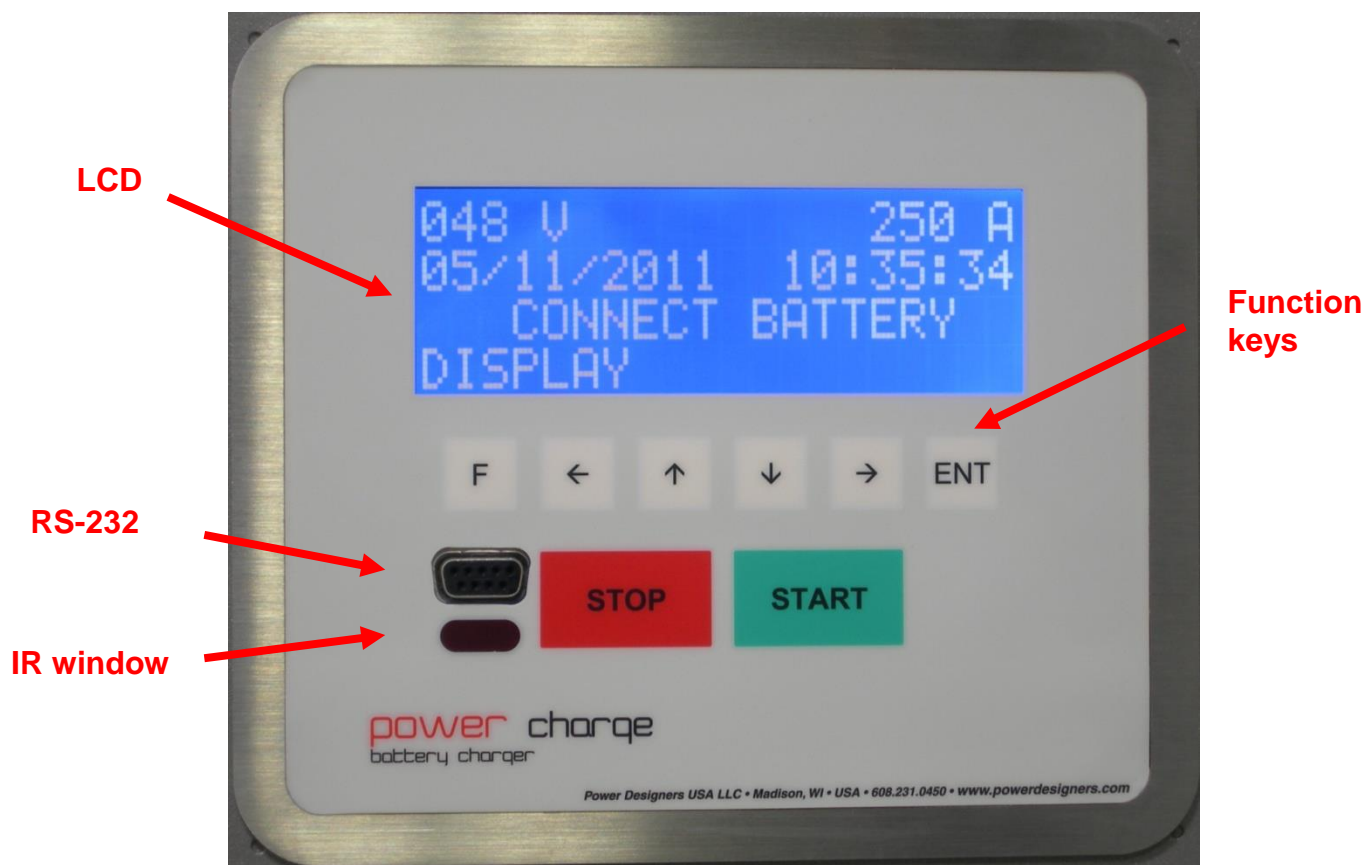 LCD
048 V 250 A
05/11/2011 10:35:34
CONNECT BATTERY
DISPLAY
Function
keys
F ← ↑ ↓ → ENT
RS-232
STOP START
IR window
power charge
battery charger
Power Designers USA LLC • Madison, WI • USA • 608.231.0450 • www.powerdesigners.com